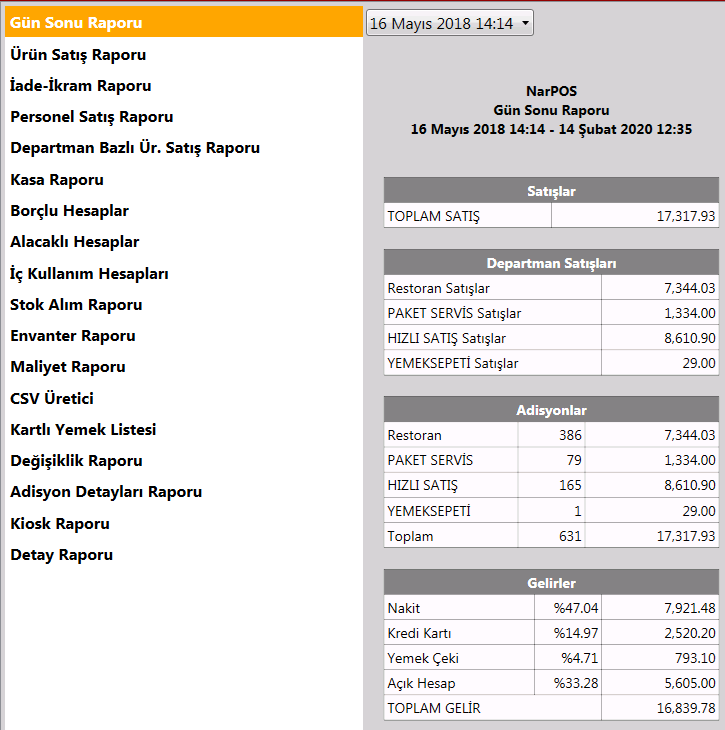 Gün Sonu Raporu
Ürün Satış Raporu
İade-İkram Raporu
Personel Satış Raporu
Departman Bazlı Ür. Satış Raporu
Kasa Raporu
Borçlu Hesaplar
Alacaklı Hesaplar
İç Kullanım Hesapları
Stok Alım Raporu
Envanter Raporu
Maliyet Raporu
CSV Üretici
Kartlı Yemek Listesi
Değişiklik Raporu
Adisyon Detayları Raporu
Kiosk Raporu
Detay Raporu
16 Mayıs 2018 14:14
NarPOS
Gün Sonu Raporu
16 Mayıs 2018 14:14 - 14 Şubat 2020 12:35
Satışlar
TOPLAM SATIŞ 17,317.93
Departman Satışları
Restoran Satışlar 7,344.03
PAKET SERVİS Satışlar 1,334.00
HIZLI SATIŞ Satışlar 8,610.90
YEMEKSEPETİ Satışlar 29.00
Adisyonlar
Restoran 386 7,344.03
PAKET SERVİS 79 1,334.00
HIZLI SATIŞ 165 8,610.90
YEMEKSEPETİ 1 29.00
Toplam 631 17,317.93
Gelirler
Nakit %47.04 7,921.48
Kredi Kartı %14.97 2,520.20
Yemek Çeki %4.71 793.10
Açık Hesap %33.28 5,605.00
TOPLAM GELİR 16,839.78